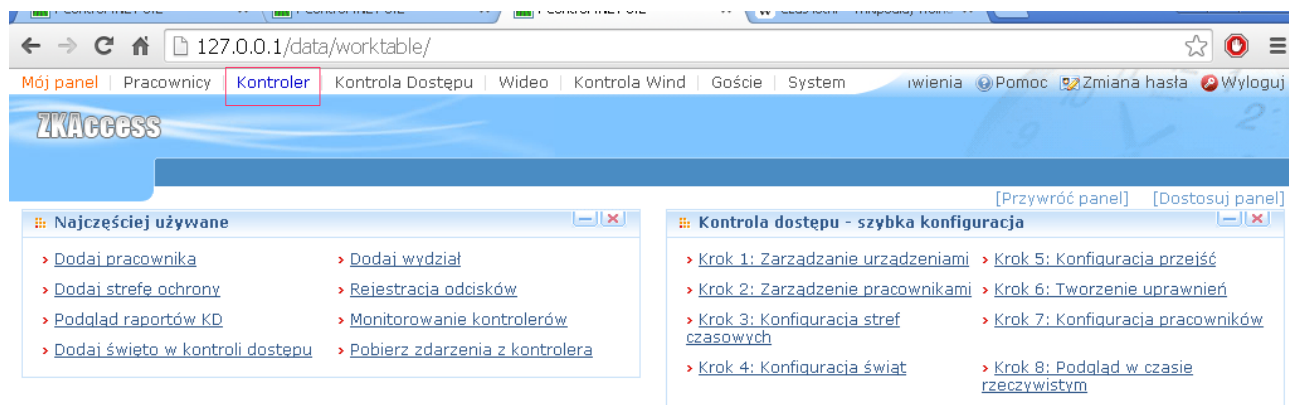 127.0.0.1/data/worktable/
Mój panel | Pracownicy | Kontroler | Kontrola Dostępu | Wideo | Kontrola Wind | Goście | System wienia Pomoc Zmiana hasła Wyloguj
ZKAccess
[Przywróć panel] [Dostosuj panel]
Najczęściej używane
Dodaj pracownika Dodaj wydział
Dodaj strefę ochrony Rejestracja odcisków
Podgląd raportów KD Monitorowanie kontrolerów
Dodaj święto w kontroli dostępu Pobierz zdarzenia z kontrolera
Kontrola dostępu - szybka konfiguracja
Krok 1: Zarządzanie urządzeniami Krok 5: Konfiguracja przejść
Krok 2: Zarządzenie pracownikami Krok 6: Tworzenie uprawnień
Krok 3: Konfiguracja stref Krok 7: Konfiguracja pracowników
czasowych
Krok 4: Konfiguracja świąt Krok 8: Podgląd w czasie
rzeczywistym